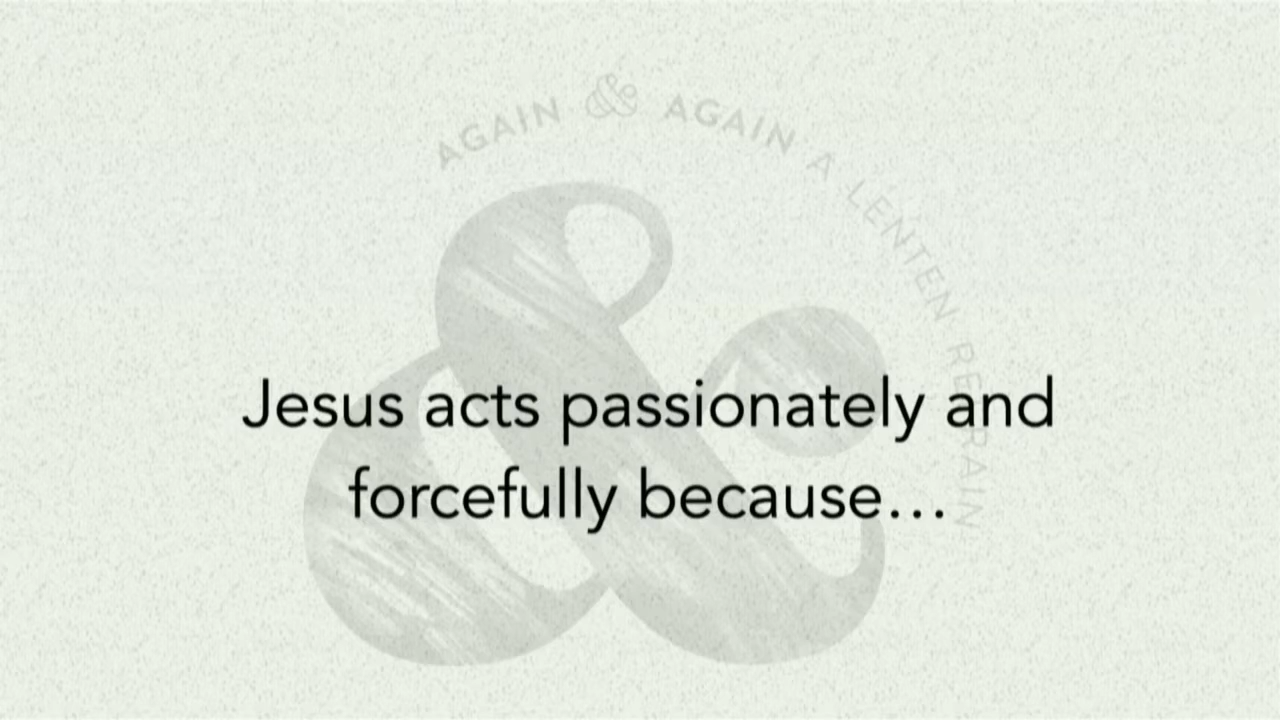 AGAIN & AGAIN A LENTEN REFRAIN
&
Jesus acts passionately and
forcefully because…